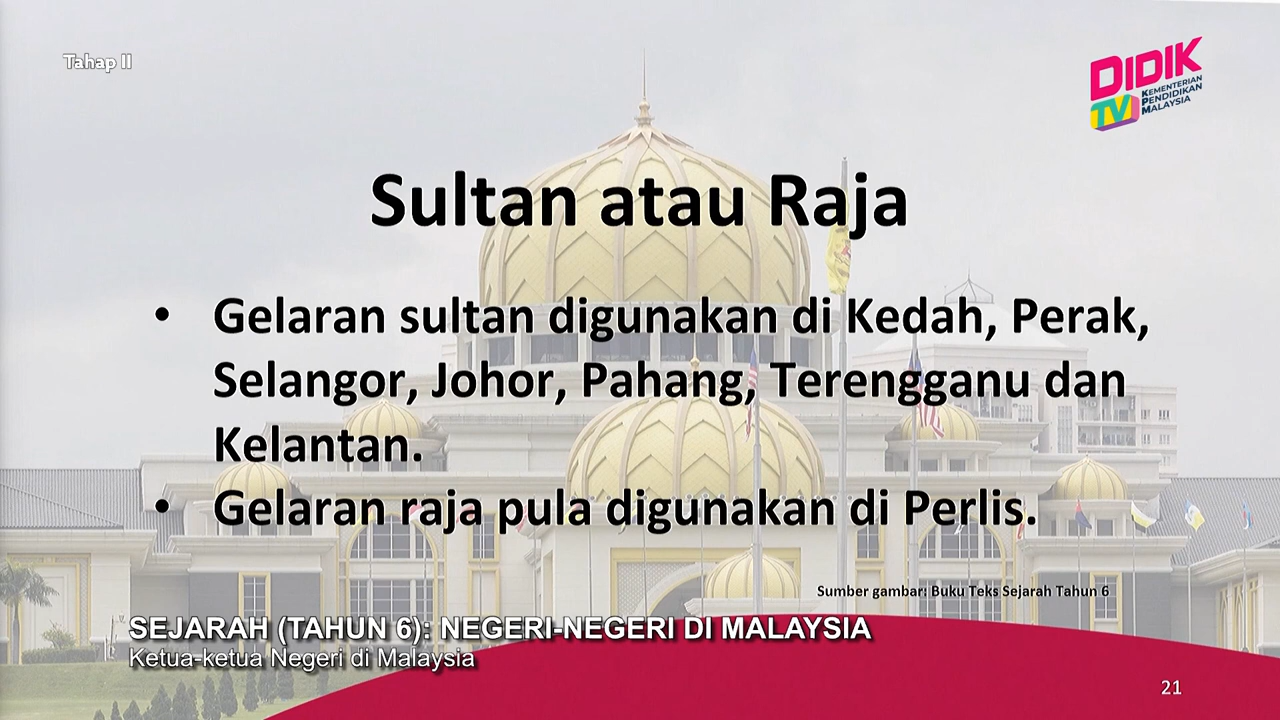 Tahap II
DIDIK
TV
KEMENTERIAN
PENDIDIKAN
MALAYSIA
Sultan atau Raja
• Gelaran sultan digunakan di Kedah, Perak,
Selangor, Johor, Pahang, Terengganu dan
Kelantan.
• Gelaran raja pula digunakan di Perlis.
Sumber gambar: Buku Teks Sejarah Tahun 6
SEJARAH (TAHUN 6): NEGERI-NEGERI DI MALAYSIA
Ketua-ketua Negeri di Malaysia
21